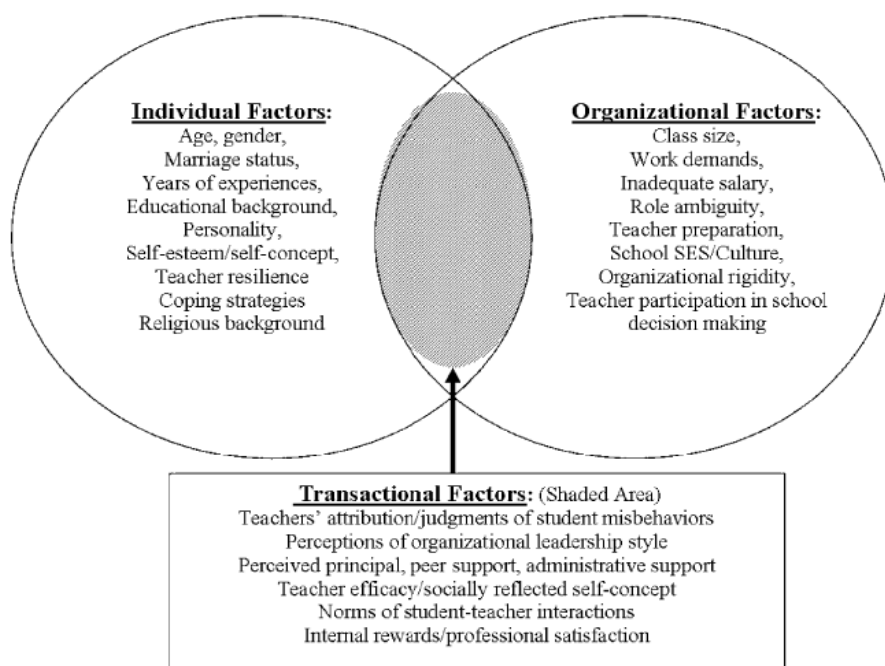 Individual Factors:
Age, gender,
Marriage status,
Years of experiences,
Educational background,
Personality,
Self-esteem/self-concept,
Teacher resilience
Coping strategies
Religious background
Organizational Factors:
Class size,
Work demands,
Inadequate salary,
Role ambiguity,
Teacher preparation,
School SES/Culture,
Organizational rigidity,
Teacher participation in school
decision making
Transactional Factors: (Shaded Area)
Teachers' attribution/judgments of student misbehaviors
Perceptions of organizational leadership style
Perceived principal, peer support, administrative support
Teacher efficacy/socially reflected self-concept
Norms of student-teacher interactions
Internal rewards/professional satisfaction